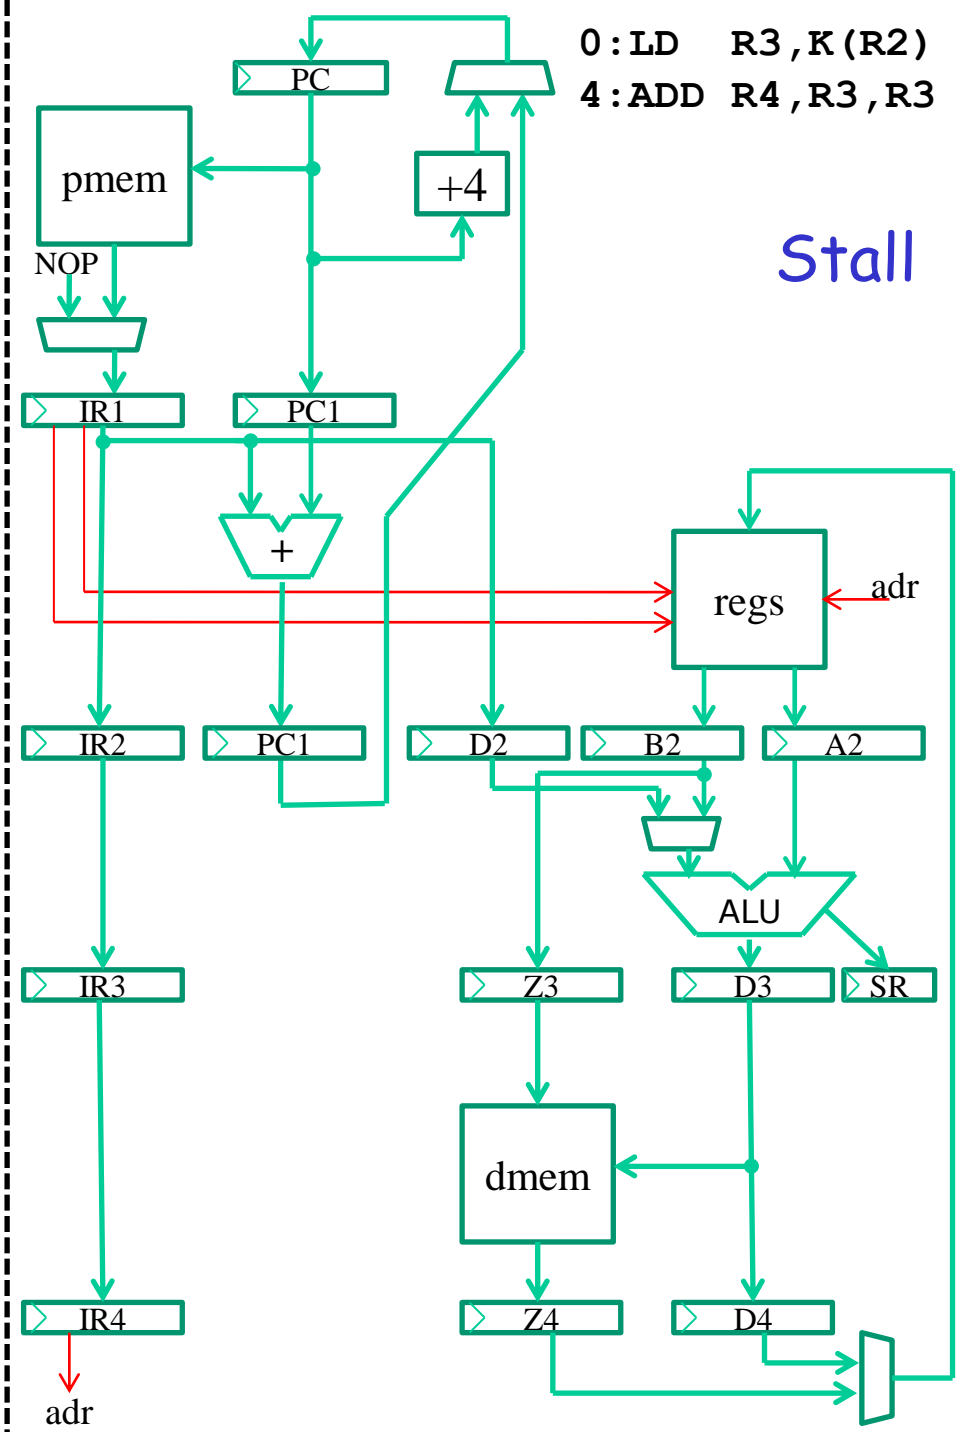 0:LD R3,K(R2)
4:ADD R4,R3,R3
PC
pmem
+4
Stall
NOP
IR1
PC1
+
regs
adr
IR2
PC1
D2
B2
A2
ALU
IR3
Z3
D3
SR
dmem
IR4
Z4
D4
adr